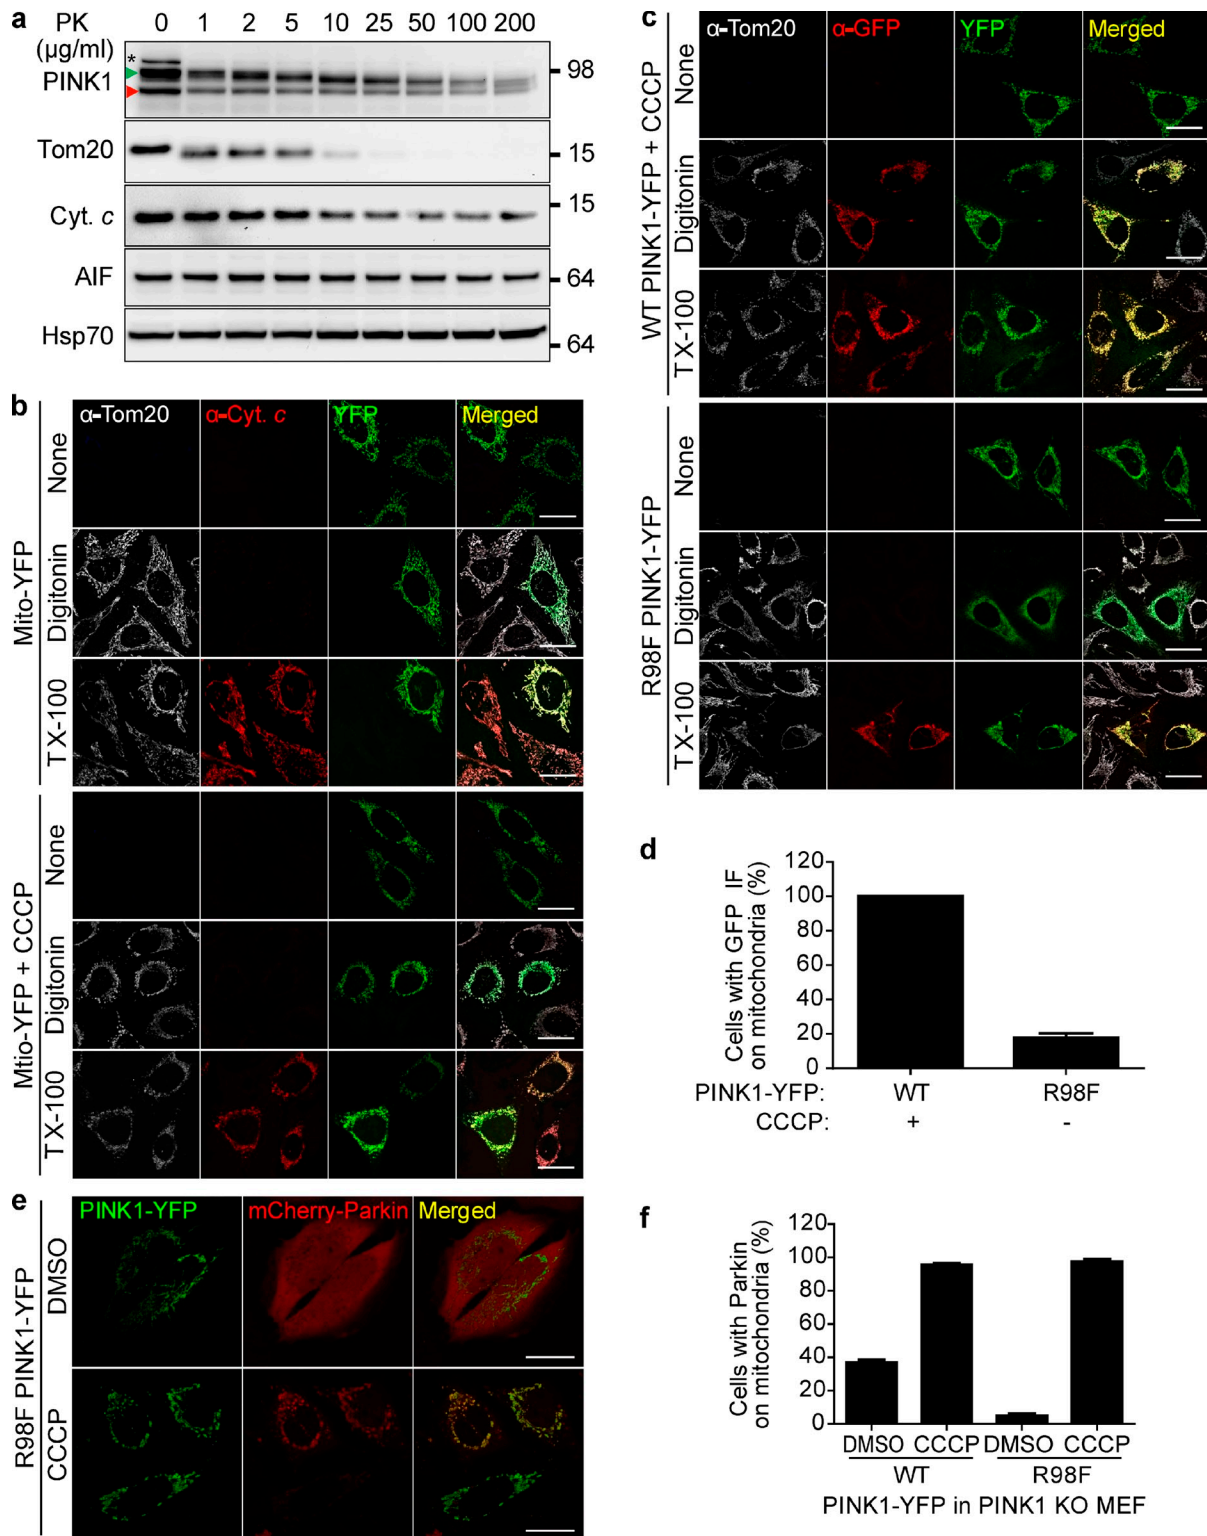 a
PK 0 1 2 5 10 25 50 100 200
(µg/ml)
*
PINK1
98
Tom20
15
Cyt. c
15
AIF
64
Hsp70
64
b
α-Tom20 α-Cyt. c YFP Merged
Mito-YFP
None
Digitonin
TX-100
Mtio-YFP + CCCP
None
Digitonin
TX-100
c
α-Tom20 α-GFP YFP Merged
WT PINK1-YFP + CCCP
None
Digitonin
TX-100
R98F PINK1-YFP
None
Digitonin
TX-100
d
Cells with GFP IF
on mitochondria (%)
120
100
80
60
40
20
0
PINK1-YFP: WT R98F
CCCP: + -
e
PINK1-YFP mCherry-Parkin Merged
R98F PINK1-YFP
DMSO
CCCP
f
Cells with Parkin
on mitochondria (%)
120
100
80
60
40
20
0
DMSO CCCP DMSO CCCP
WT R98F
PINK1-YFP in PINK1 KO MEF